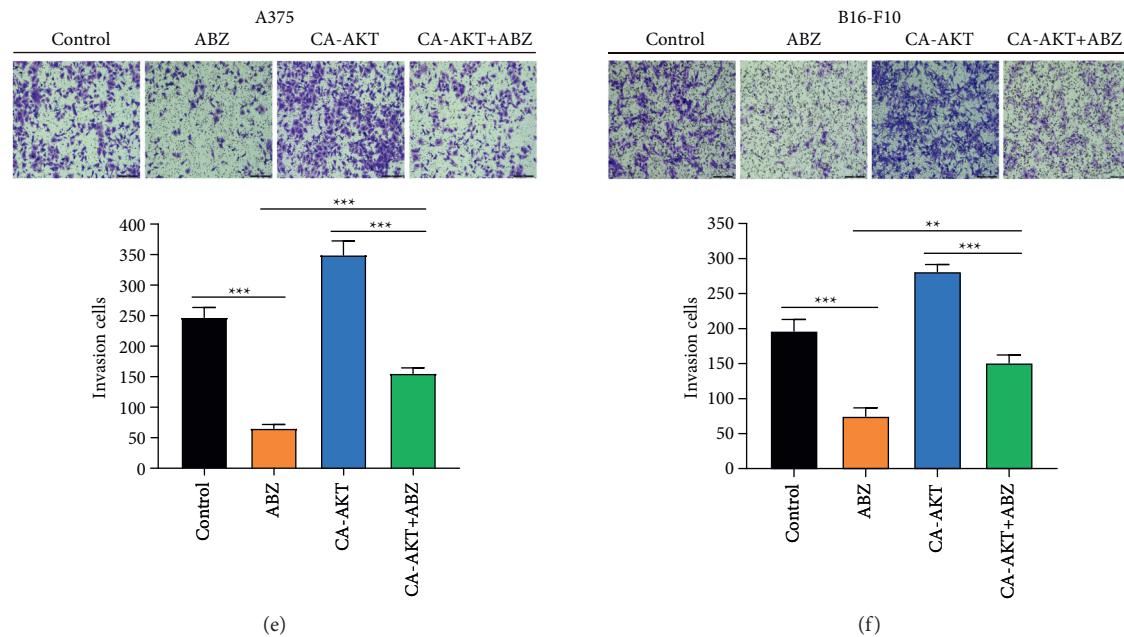 A375
Control ABZ CA-AKT CA-AKT+ABZ
B16-F10
Control ABZ CA-AKT CA-AKT+ABZ
Invasion cells
400
350
300
250
200
150
100
50
0
***
***
***
Control
ABZ
CA-AKT
CA-AKT+ABZ
(e)
Invasion cells
350
300
250
200
150
100
50
0
**
***
***
Control
ABZ
CA-AKT
CA-AKT+ABZ
(f)